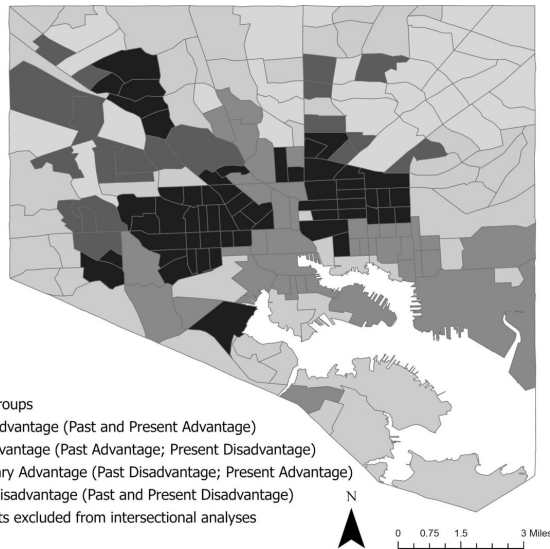 dvantage (Past and Present Advantage)
vantage (Past Advantage; Present Disadvantage)
ry Advantage (Past Disadvantage; Present Advantage)
isadvantage (Past and Present Disadvantage)
ts excluded from intersectional analyses
N
0 0.75 1.5 3 Miles